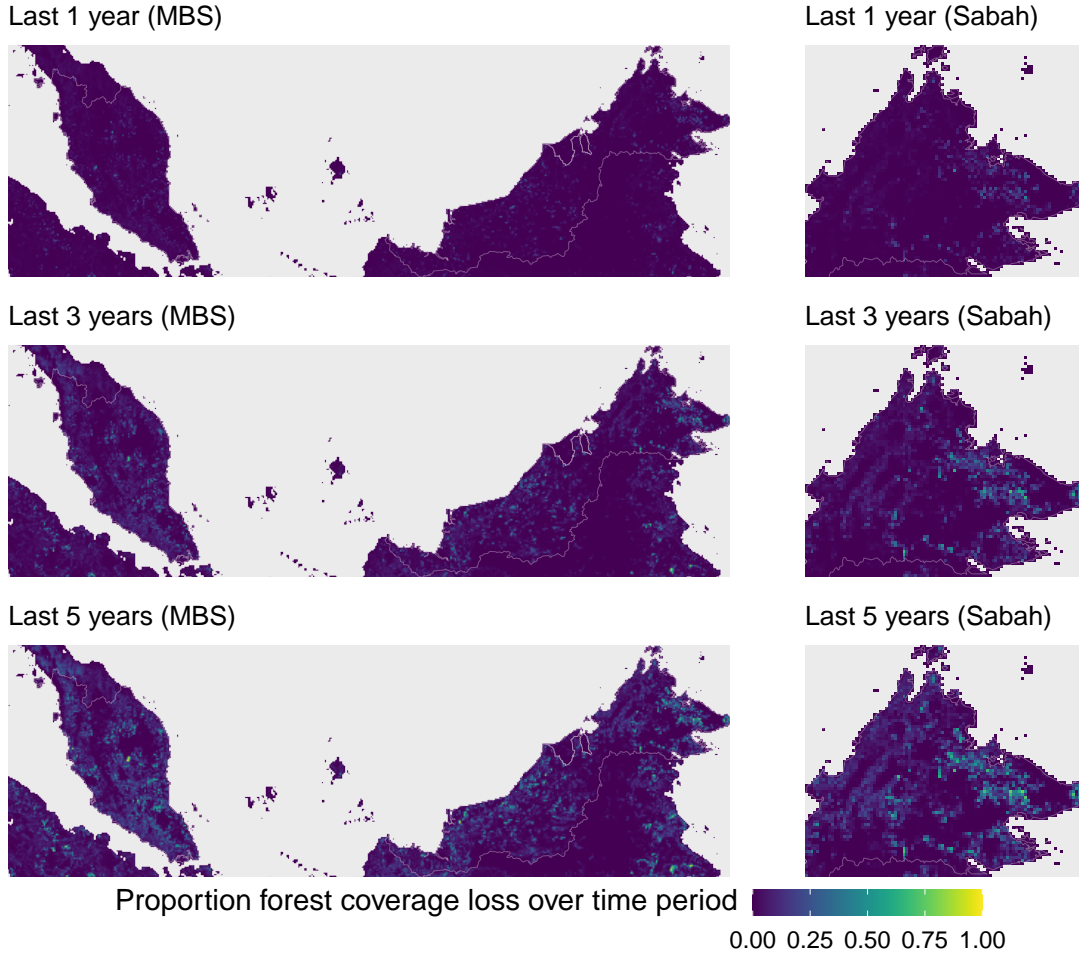 Last 1 year (MBS)
Last 1 year (Sabah)
Last 3 years (MBS)
Last 3 years (Sabah)
Last 5 years (MBS)
Last 5 years (Sabah)
Proportion forest coverage loss over time period
0.00 0.25 0.50 0.75 1.00